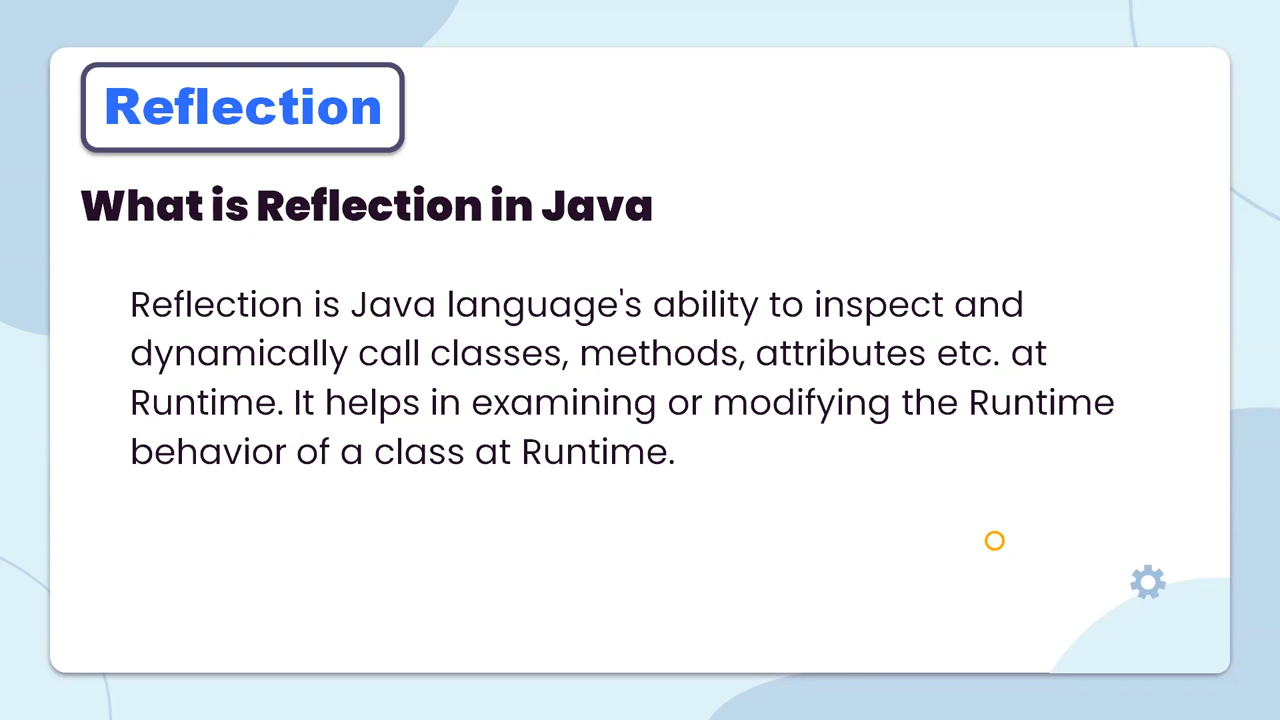 Reflection
What is Reflection in Java
Reflection is Java language's ability to inspect and
dynamically call classes, methods, attributes etc. at
Runtime. It helps in examining or modifying the Runtime
behavior of a class at Runtime.